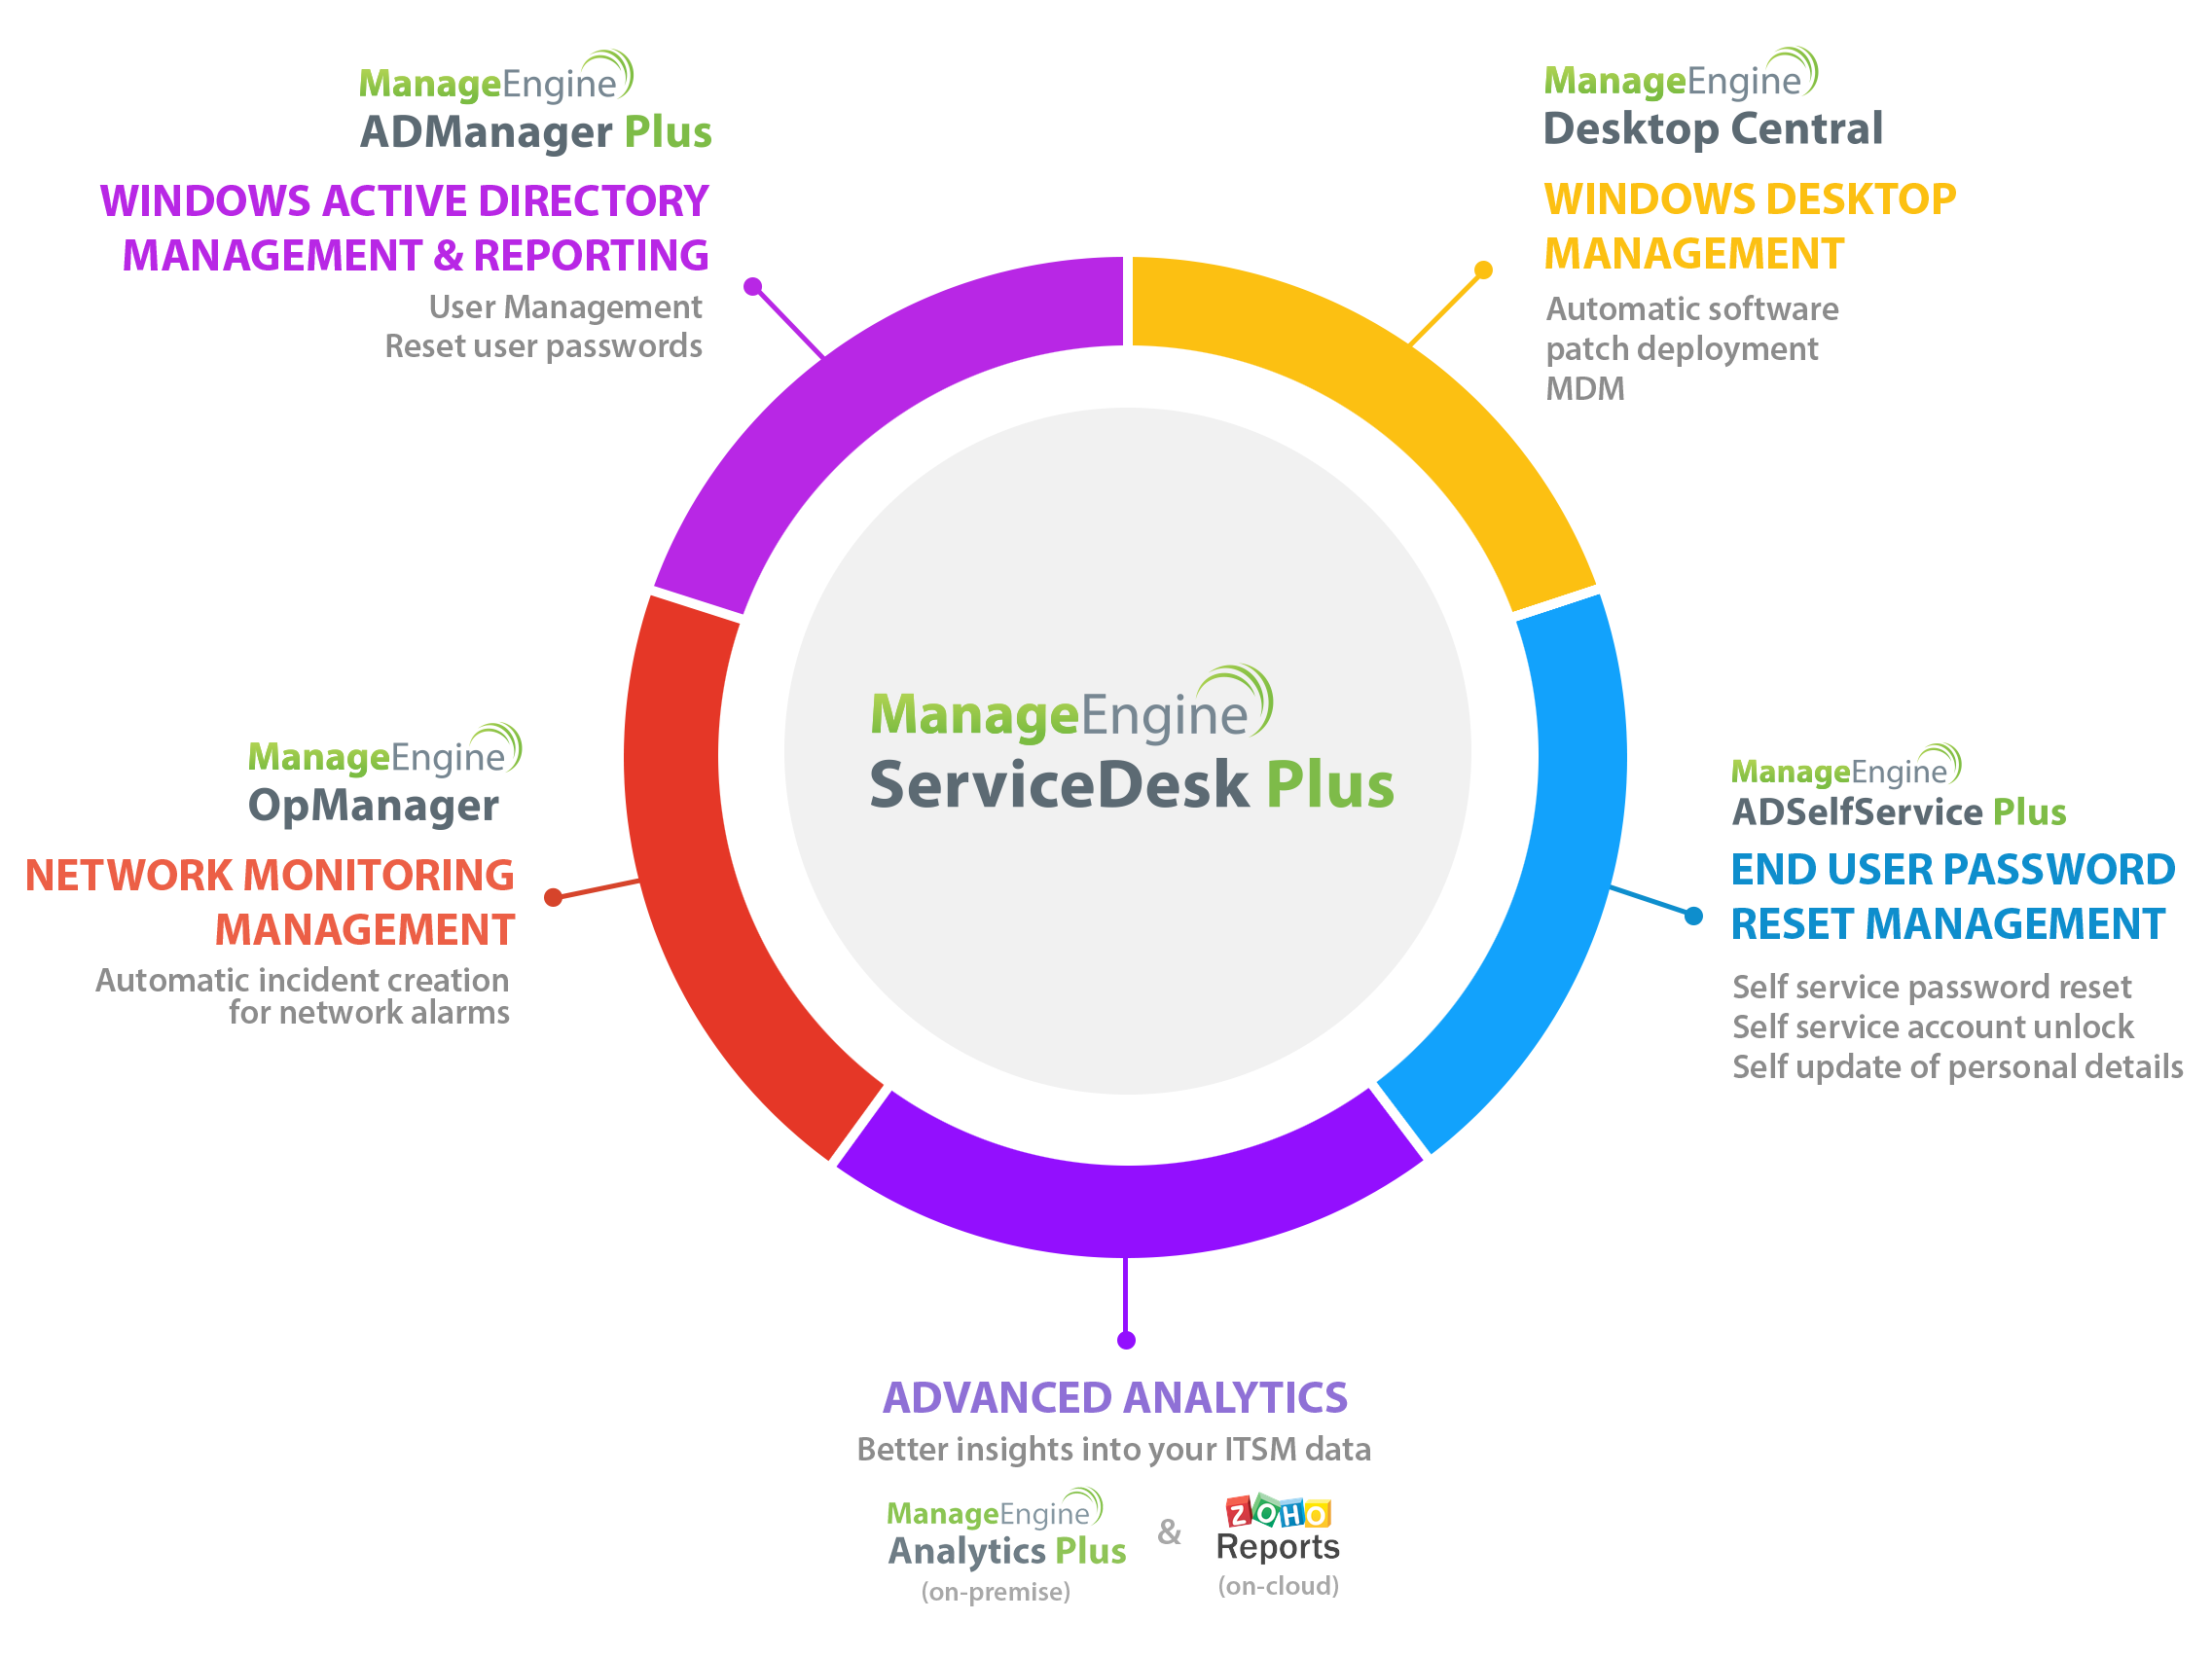 ManageEngine
ADManager Plus
WINDOWS ACTIVE DIRECTORY
MANAGEMENT & REPORTING
User Management
Reset user passwords
ManageEngine
Desktop Central
WINDOWS DESKTOP
MANAGEMENT
Automatic software
patch deployment
MDM
ManageEngine
ServiceDesk Plus
ManageEngine
OpManager
NETWORK MONITORING
MANAGEMENT
Automatic incident creation
for network alarms
ManageEngine
ADSelfService Plus
END USER PASSWORD
RESET MANAGEMENT
Self service password reset
Self service account unlock
Self update of personal details
ADVANCED ANALYTICS
Better insights into your ITSM data
ManageEngine
Analytics Plus
(on-premise)
&
ZOHO
Reports
(on-cloud)